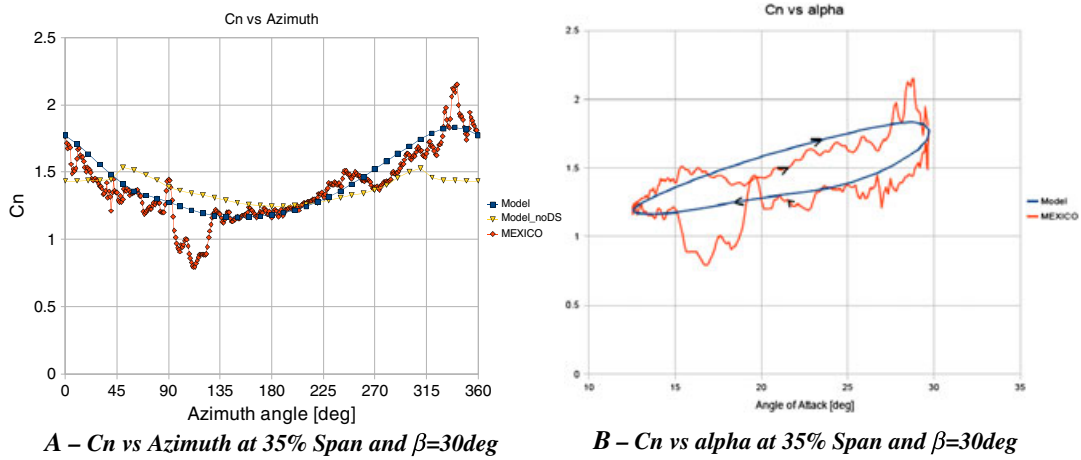 Cn vs Azimuth
2.5
2
1.5
1
0.5
0
Cn
0 45 90 135 180 225 270 315 360
Azimuth angle [deg]
Model
Model_noDS
MEXICO
A – Cn vs Azimuth at 35% Span and β=30deg
Cn vs alpha
2.5
2
1.5
1
0.5
0
10 15 20 25 30 35
Angle of Attack [deg]
Model
MEXICO
B – Cn vs alpha at 35% Span and β=30deg